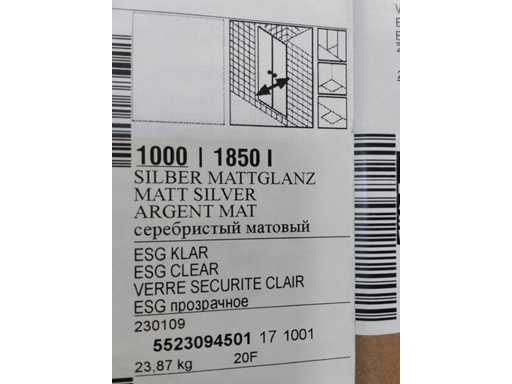 1000 | 1850 I
SILBER MATTGLANZ
MATT SILVER
ARGENT MAT
серебристый матовый
ESG KLAR
ESG CLEAR
VERRE SECURITE CLAIR
ESG прозрачное
230109
5523094501 17 1001
23,87 kg 20F